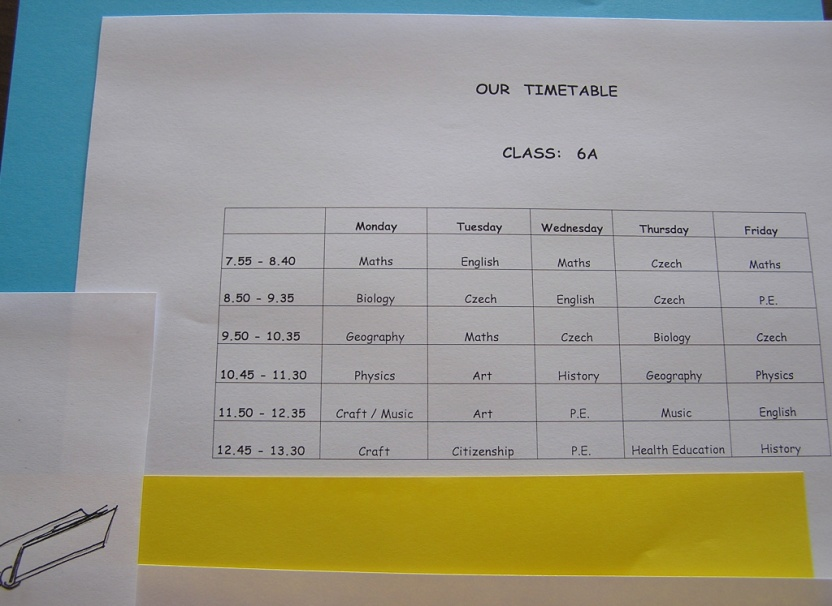 OUR TIMETABLE
CLASS: 6A
Monday Tuesday Wednesday Thursday Friday
7.55 - 8.40 Maths English Maths Czech Maths
8.50 - 9.35 Biology Czech English Czech P.E.
9.50 - 10.35 Geography Maths Czech Biology Czech
10.45 - 11.30 Physics Art History Geography Physics
11.50 - 12.35 Craft / Music Art P.E. Music English
12.45 - 13.30 Craft Citizenship P.E. Health Education History